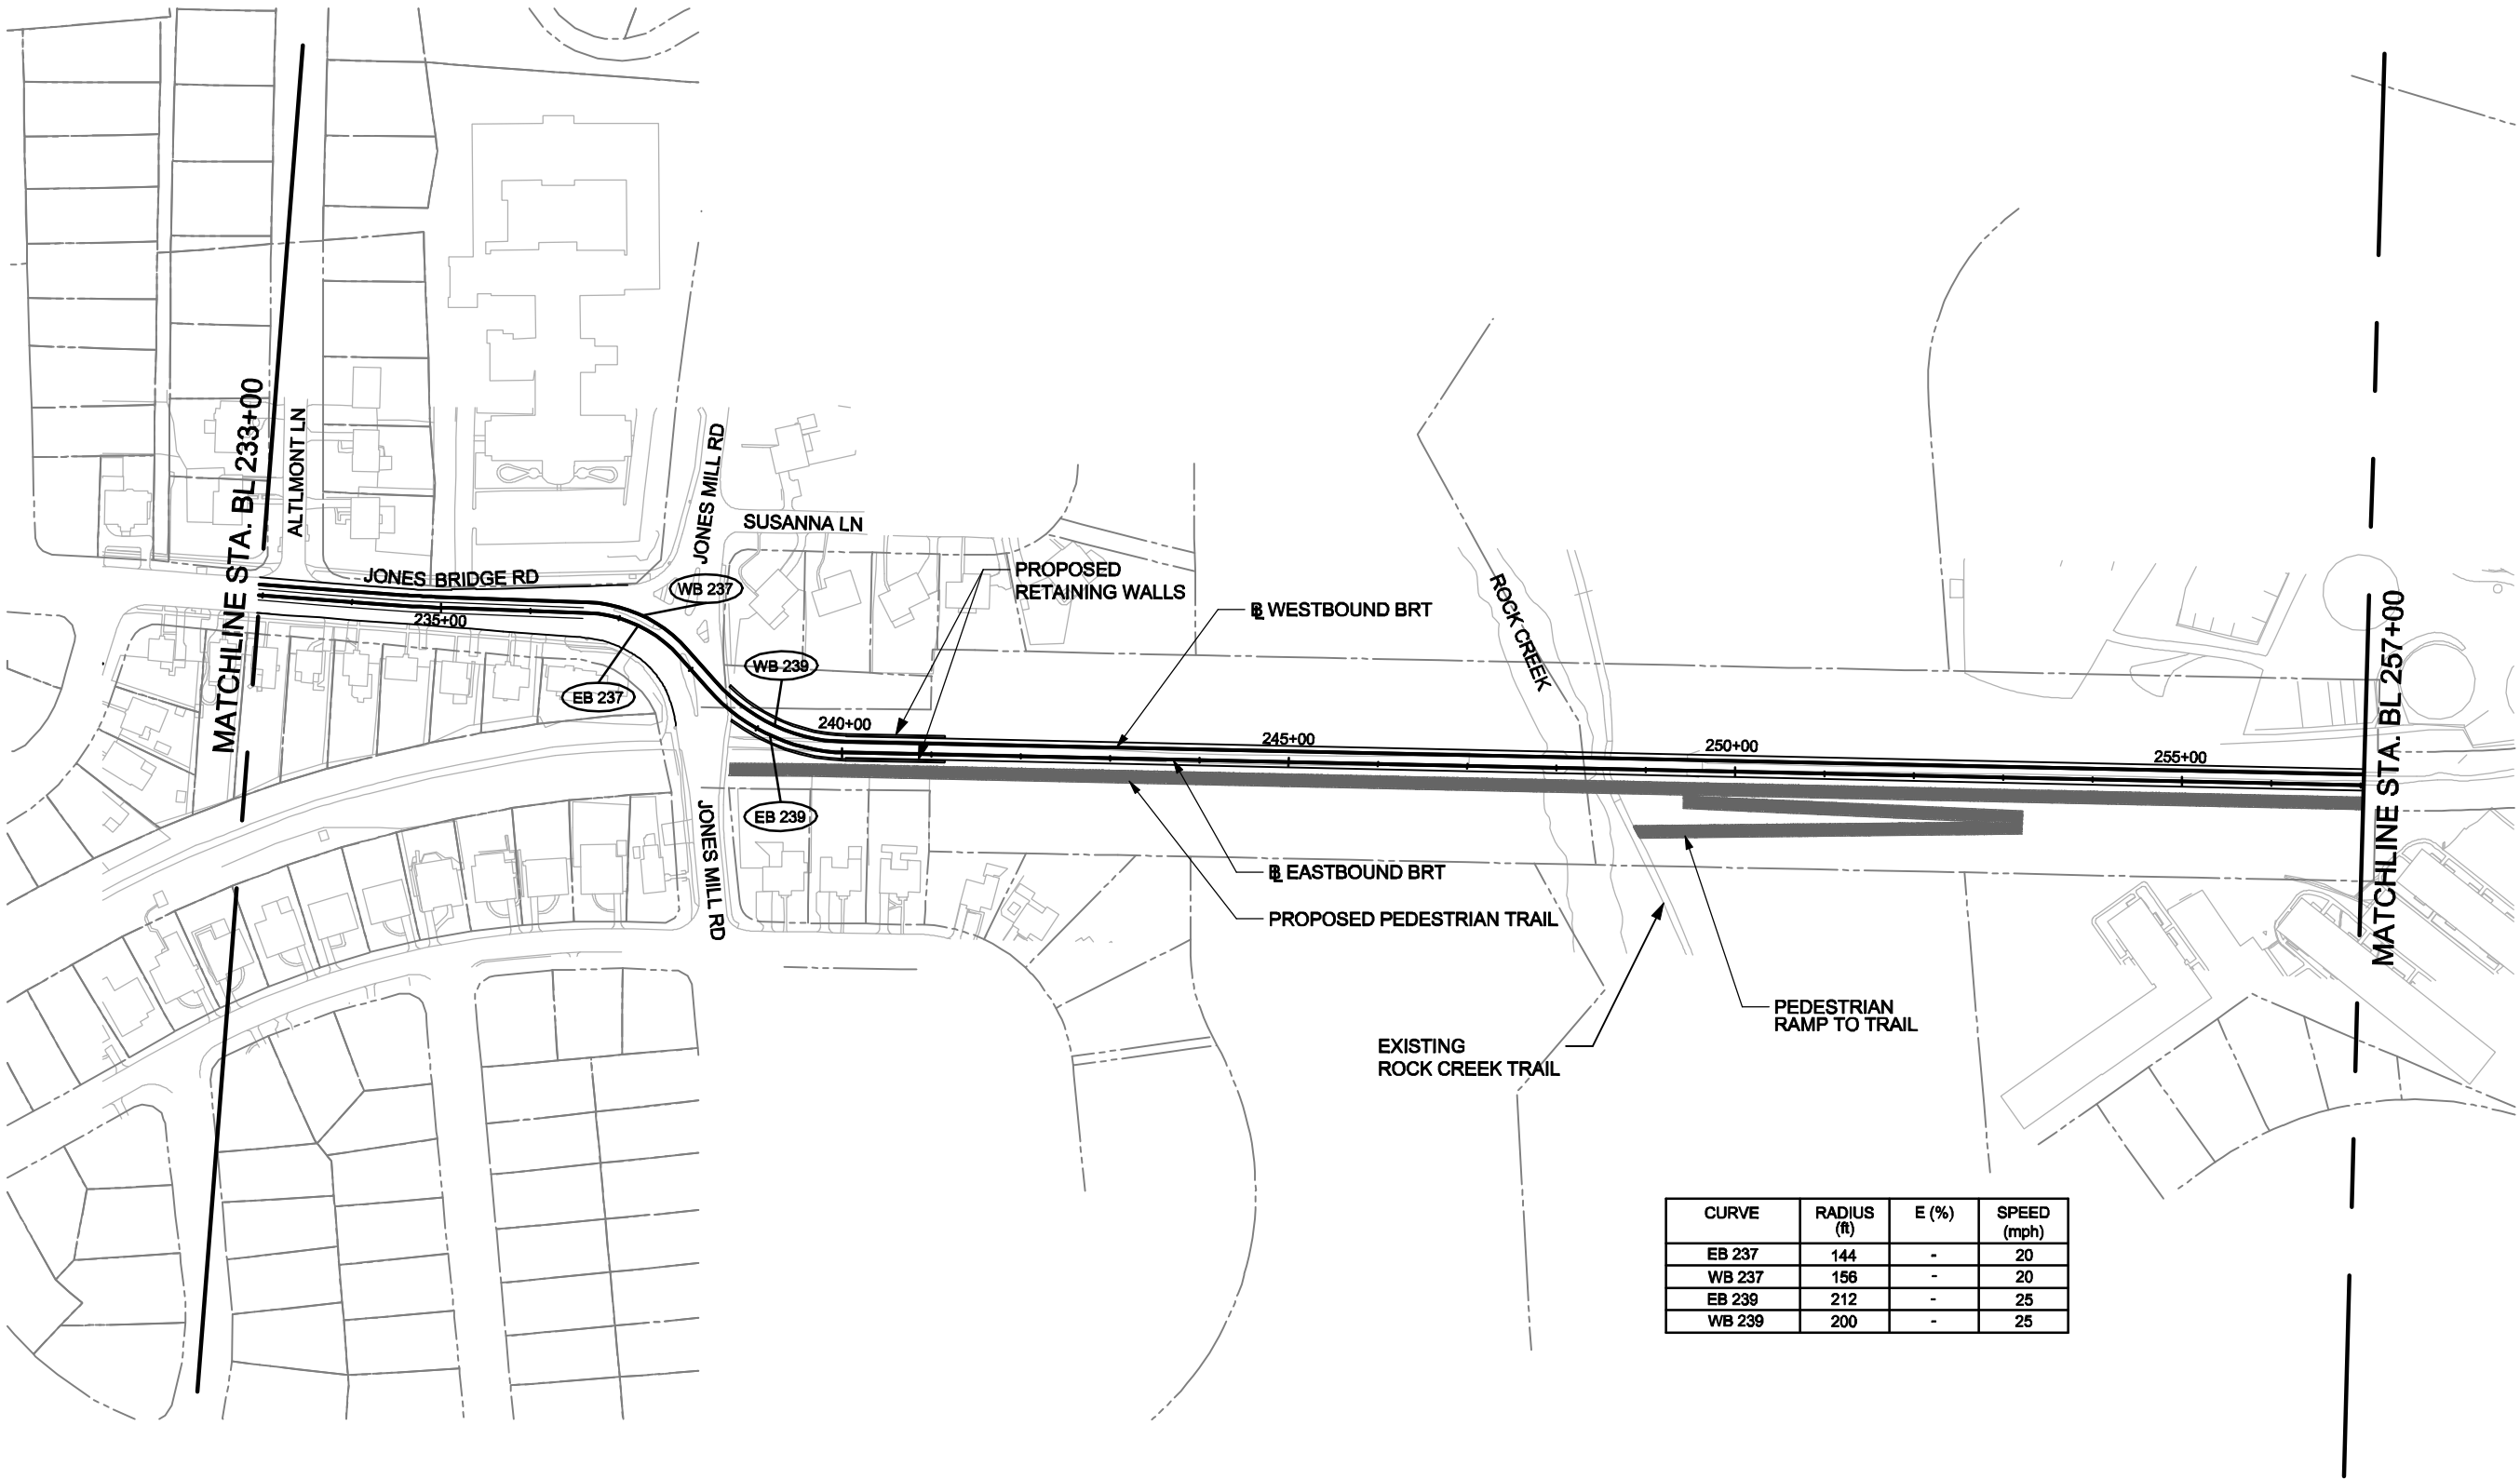 MATCHLINE STA. BL 233+00
ALTLMONT LN
JONES BRIDGE RD
235+00
JONES MILL RD
SUSANNA LN
WB 237
EB 237
WB 239
EB 239
240+00
PROPOSED
RETAINING WALLS
BL WESTBOUND BRT
245+00
ROCK CREEK
250+00
255+00
MATCHLINE STA. BL 257+00
JONES MILL RD
BL EASTBOUND BRT
PROPOSED PEDESTRIAN TRAIL
EXISTING
ROCK CREEK TRAIL
PEDESTRIAN
RAMP TO TRAIL
CURVE RADIUS (ft) E (%) SPEED (mph)
EB 237 144 - 20
WB 237 156 - 20
EB 239 212 - 25
WB 239 200 - 25